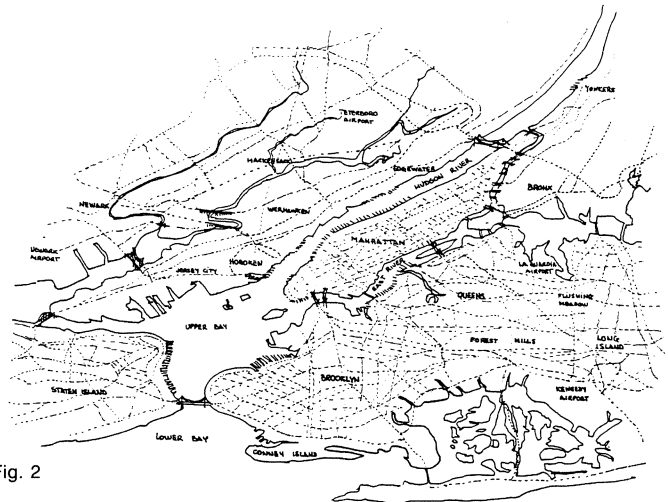 YONKERS
TETERBORO
AIRPORT
HACKENSACK
EDGEWATER
HUDSON RIVER
BRONX
NEWARK
WEEHAWKEN
MANHATTAN
NEWARK
AIRPORT
HOBOKEN
JERSEY CITY
EAST RIVER
LA GUARDIA
AIRPORT
QUEENS
FLUSHING
MEADOW
UPPER BAY
FOREST HILLS
LONG
ISLAND
STATEN ISLAND
BROOKLYN
KENNEDY
AIRPORT
LOWER BAY
CONNEY ISLAND
Fig. 2